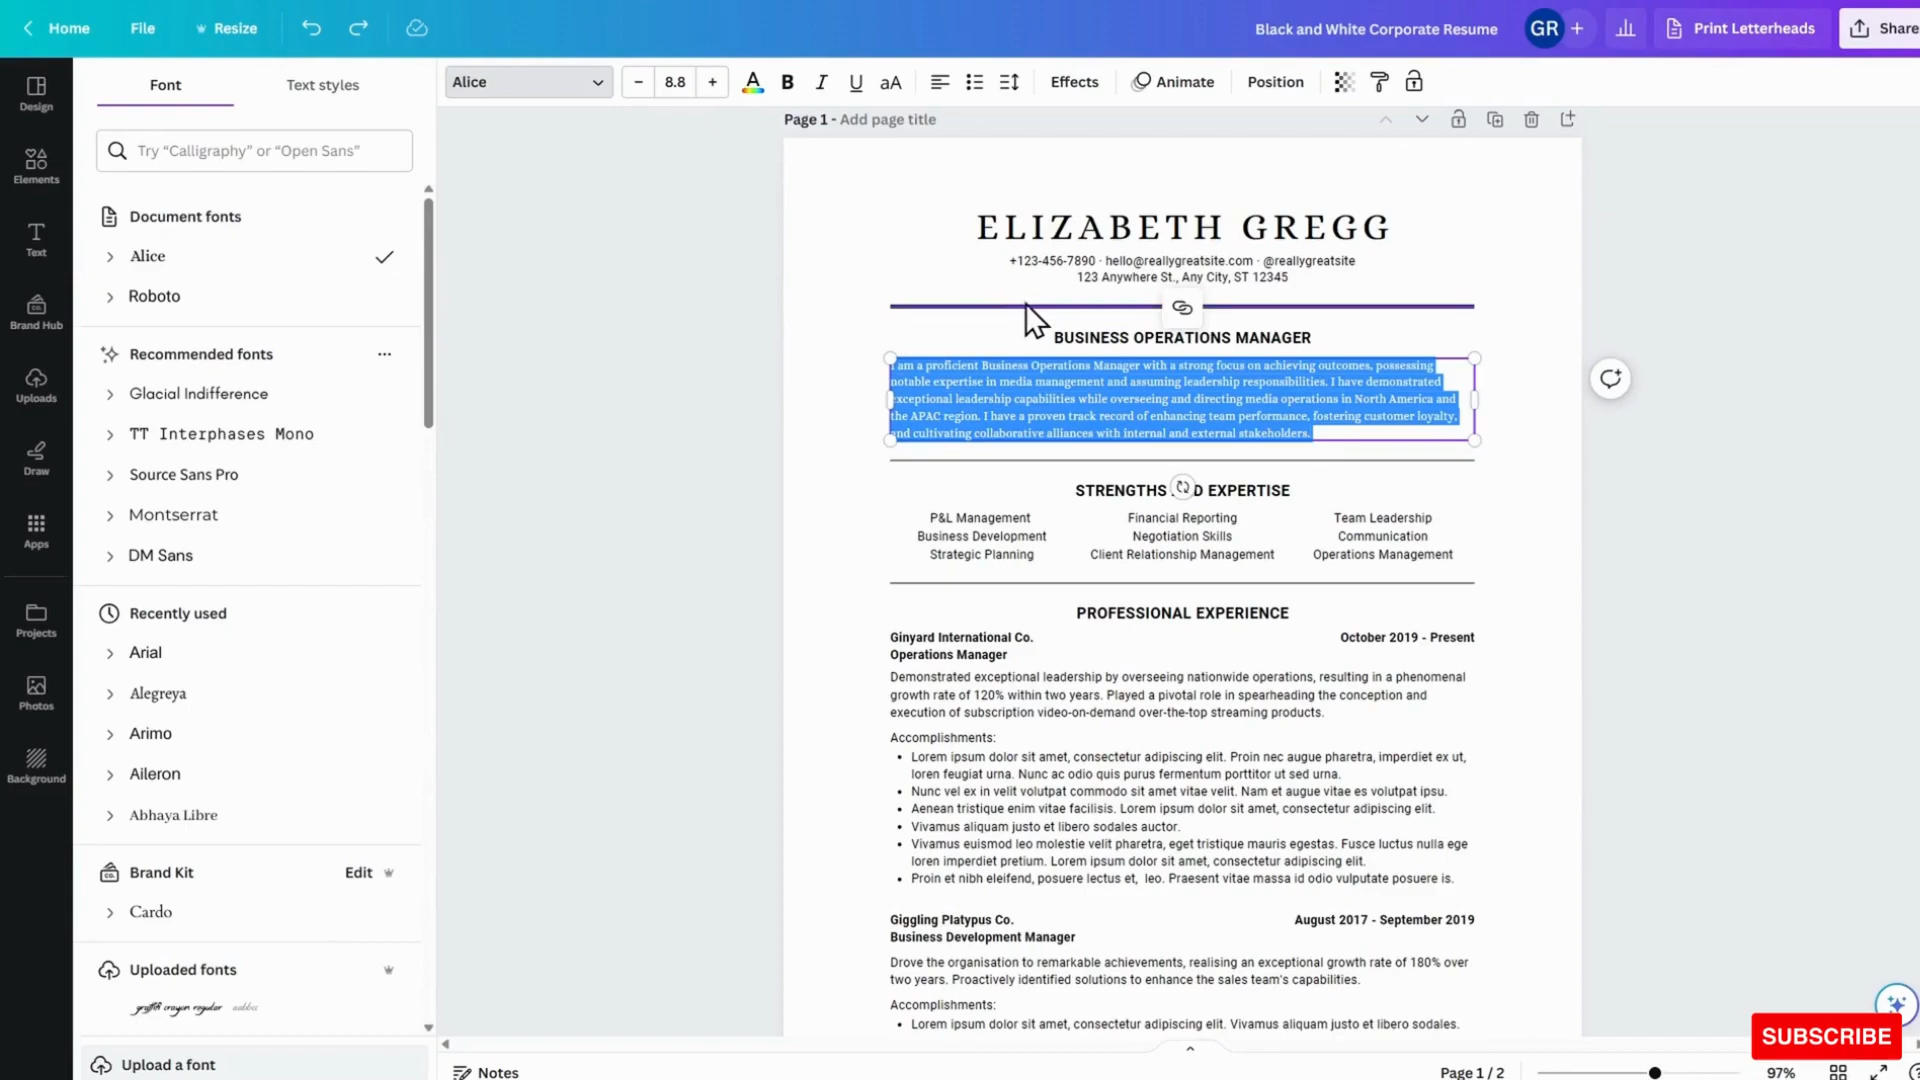 Home File Resize Black and White Corporate Resume GR + Print Letterheads Share
Font Text styles
Alice – 8.8 + A B I U aA Effects Animate Position
Page 1 - Add page title
Design
Elements
Text
Brand Hub
Uploads
Draw
Apps
Projects
Photos
Background
Try “Calligraphy” or “Open Sans”
Document fonts
Alice
Roboto
Recommended fonts
Glacial Indifference
TT Interphases Mono
Source Sans Pro
Montserrat
DM Sans
Recently used
Arial
Alegreya
Arimo
Aileron
Abhaya Libre
Brand Kit Edit
Cardo
Uploaded fonts
graffiti crayon regular
Upload a font
ELIZABETH GREGG
+123-456-7890 · hello@reallygreatsite.com · @reallygreatsite
123 Anywhere St., Any City, ST 12345
BUSINESS OPERATIONS MANAGER
I am a proficient Business Operations Manager with a strong focus on achieving outcomes, possessing
notable expertise in media management and assuming leadership responsibilities. I have demonstrated
exceptional leadership capabilities while overseeing and directing media operations in North America and
the APAC region. I have a proven track record of enhancing team performance, fostering customer loyalty,
and cultivating collaborative alliances with internal and external stakeholders.
STRENGTHS AND EXPERTISE
P&L Management Financial Reporting Team Leadership
Business Development Negotiation Skills Communication
Strategic Planning Client Relationship Management Operations Management
PROFESSIONAL EXPERIENCE
Ginyard International Co. October 2019 - Present
Operations Manager
Demonstrated exceptional leadership by overseeing nationwide operations, resulting in a phenomenal
growth rate of 120% within two years. Played a pivotal role in spearheading the conception and
execution of subscription video-on-demand over-the-top streaming products.
Accomplishments:
• Lorem ipsum dolor sit amet, consectetur adipiscing elit. Proin nec augue pharetra, imperdiet ex ut,
loren feugiat urna. Nunc ac odio quis purus fermentum porttitor ut sed urna.
• Nunc vel ex in velit volutpat commodo sit amet vitae velit. Nam et augue vitae es volutpat ipsu.
• Aenean tristique enim vitae facilisis. Lorem ipsum dolor sit amet, consectetur adipiscing elit.
• Vivamus aliquam justo et libero sodales auctor.
• Vivamus euismod leo molestie velit pharetra, eget tristique mauris egestas. Fusce luctus nulla ege
loren imperdiet pretium. Lorem ipsum dolor sit amet, consectetur adipiscing elit.
• Proin et nibh eleifend, posuere lectus et, leo. Praesent vitae massa id odio vulputate posuere is.
Giggling Platypus Co. August 2017 - September 2019
Business Development Manager
Drove the organisation to remarkable achievements, realising an exceptional growth rate of 180% over
two years. Proactively identified solutions to enhance the sales team's capabilities.
Accomplishments:
• Lorem ipsum dolor sit amet, consectetur adipiscing elit. Vivamus aliquam justo et libero sodales.
SUBSCRIBE
Notes Page 1 / 2 97%